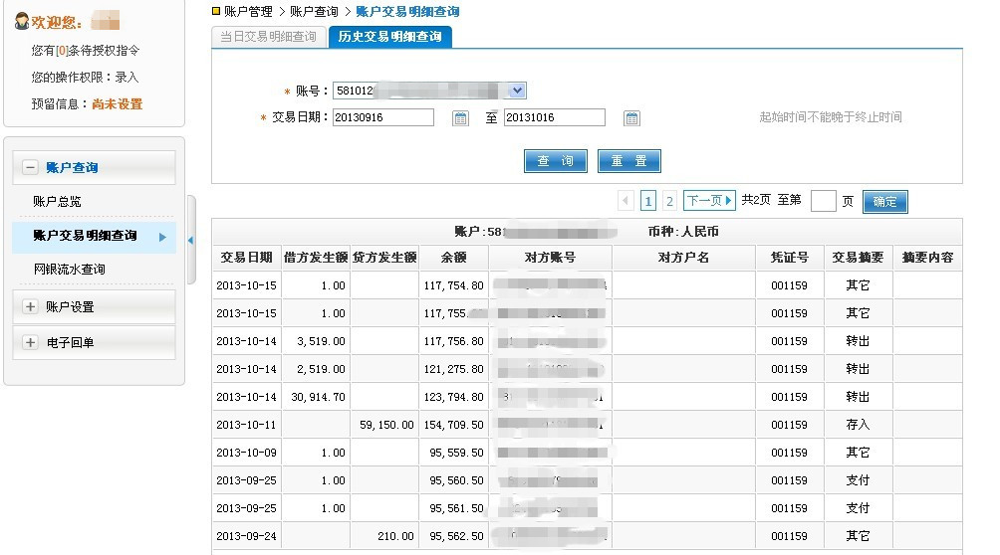 欢迎您：
您有[0]条待授权指令
您的操作权限：录入
预留信息：尚未设置
账户查询
账户总览
账户交易明细查询
网银流水查询
账户设置
电子回单
账户管理 > 账户查询 > 账户交易明细查询
当日交易明细查询 历史交易明细查询
* 账号： 581012
* 交易日期： 20130916 至 20131016 起始时间不能晚于终止时间
查 询 重 置
1 2 下一页 共2页 至第 页 确定
账户:581 币种:人民币
交易日期 借方发生额 贷方发生额 余额 对方账号 对方户名 凭证号 交易摘要 摘要内容
2013-10-15 1.00 117,754.80 001159 其它
2013-10-15 1.00 117,755. 001159 其它
2013-10-14 3,519.00 117,756.80 001159 转出
2013-10-14 2,519.00 121,275.80 001159 转出
2013-10-14 30,914.70 123,794.80 001159 转出
2013-10-11 59,150.00 154,709.50 001159 存入
2013-10-09 1.00 95,559.50 001159 其它
2013-09-25 1.00 95,560.50 001159 支付
2013-09-25 1.00 95,561.50 001159 支付
2013-09-24 210.00 95,562.50 001159 其它